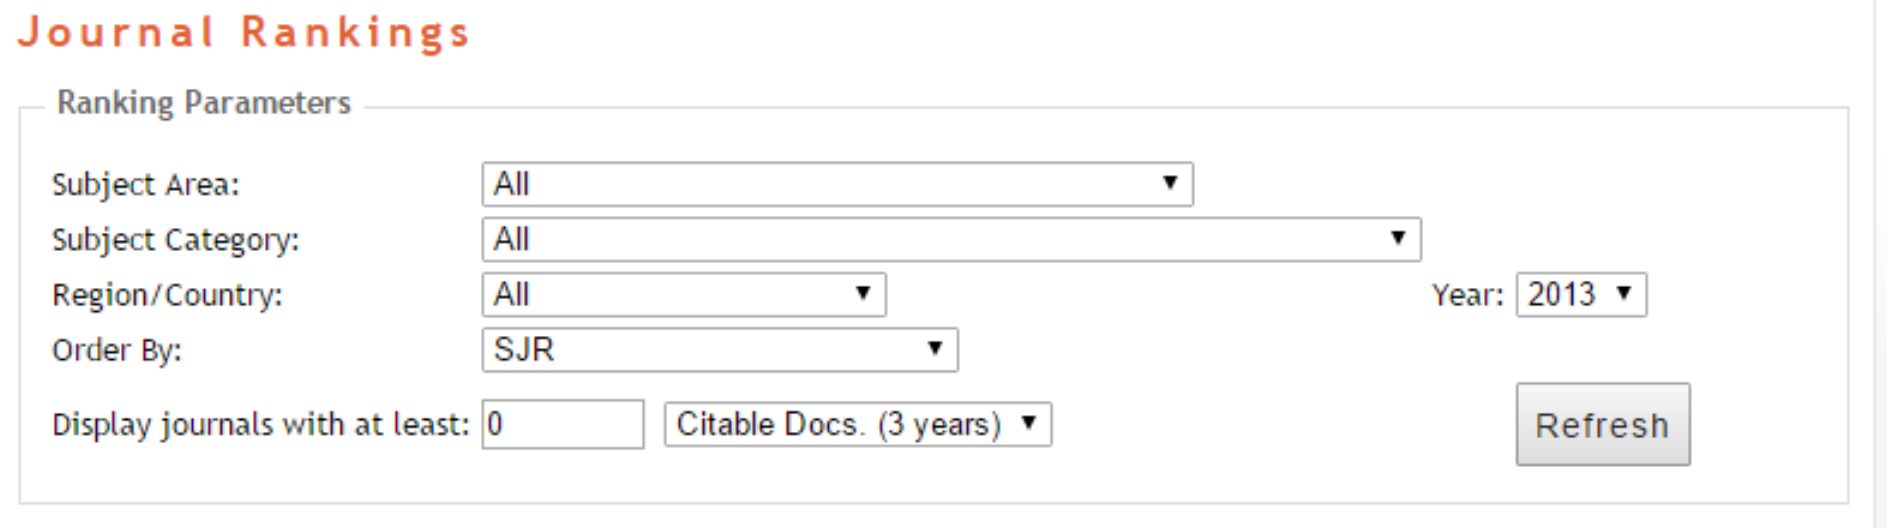 Journal Rankings
Ranking Parameters
Subject Area: All
Subject Category: All
Region/Country: All Year: 2013
Order By: SJR
Display journals with at least: 0 Citable Docs. (3 years) Refresh